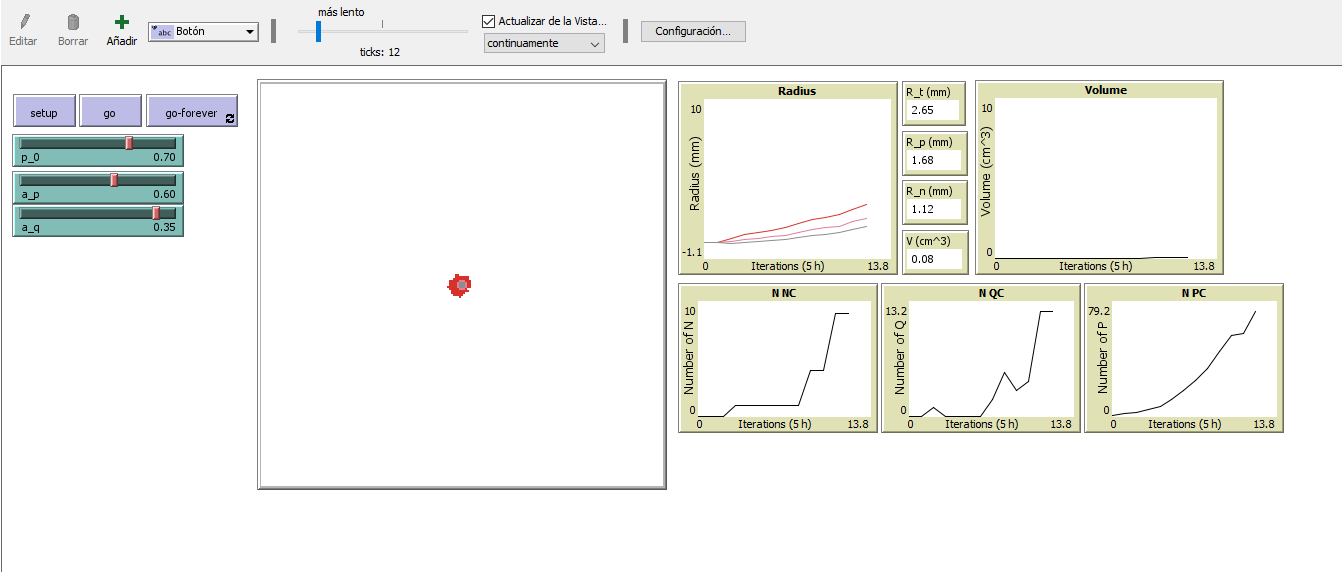 más lento
Actualizar de la Vista...
Editar
Borrar
Añadir
abc
Botón
ticks: 12
continuamente
Configuración...
setup
go
go-forever
p_0
0.70
a_p
0.60
a_q
0.35
Radius
10
Radius (mm)
-1.1
0
Iterations (5 h)
13.8
R_t (mm)
2.65
R_p (mm)
1.68
R_n (mm)
1.12
V (cm^3)
0.08
Volume
10
Volume (cm^3)
0
0
Iterations (5 h)
13.8
N NC
10
Number of N
0
0
Iterations (5 h)
13.8
N QC
13.2
Number of Q
0
0
Iterations (5 h)
13.8
N PC
79.2
Number of P
0
0
Iterations (5 h)
13.8